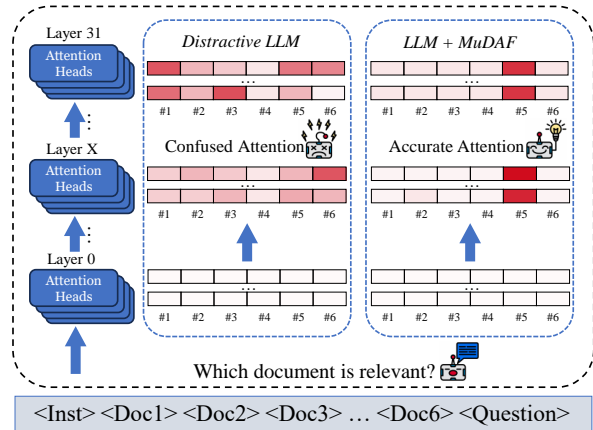 Layer 31
Attention
Heads
Layer X
Attention
Heads
Layer 0
Attention
Heads
Distractive LLM
...
#1 #2 #3 #4 #5 #6
Confused Attention
...
#1 #2 #3 #4 #5 #6
...
#1 #2 #3 #4 #5 #6
LLM + MuDAF
...
#1 #2 #3 #4 #5 #6
Accurate Attention
...
#1 #2 #3 #4 #5 #6
...
#1 #2 #3 #4 #5 #6
Which document is relevant?
<Inst> <Doc1> <Doc2> <Doc3> … <Doc6> <Question>